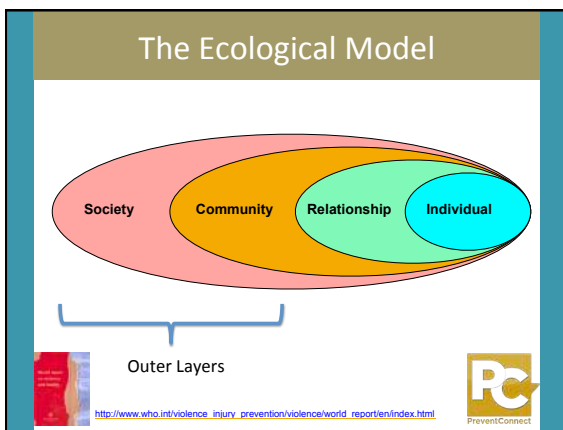 The Ecological Model
Society
Community
Relationship
Individual
Outer Layers
http://www.who.int/violence_injury_prevention/violence/world_report/en/index.html
PC
PreventConnect